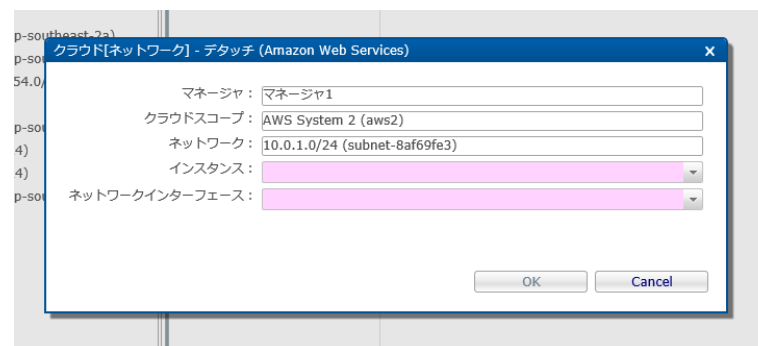 p-southeast-2a)
クラウド[ネットワーク] - デタッチ (Amazon Web Services)
x
p-sou
54.0/
マネージャ： マネージャ1
クラウドスコープ： AWS System 2 (aws2)
p-sou
ネットワーク： 10.0.1.0/24 (subnet-8af69fe3)
4)
インスタンス：
4)
ネットワークインターフェース：
p-sou
OK Cancel